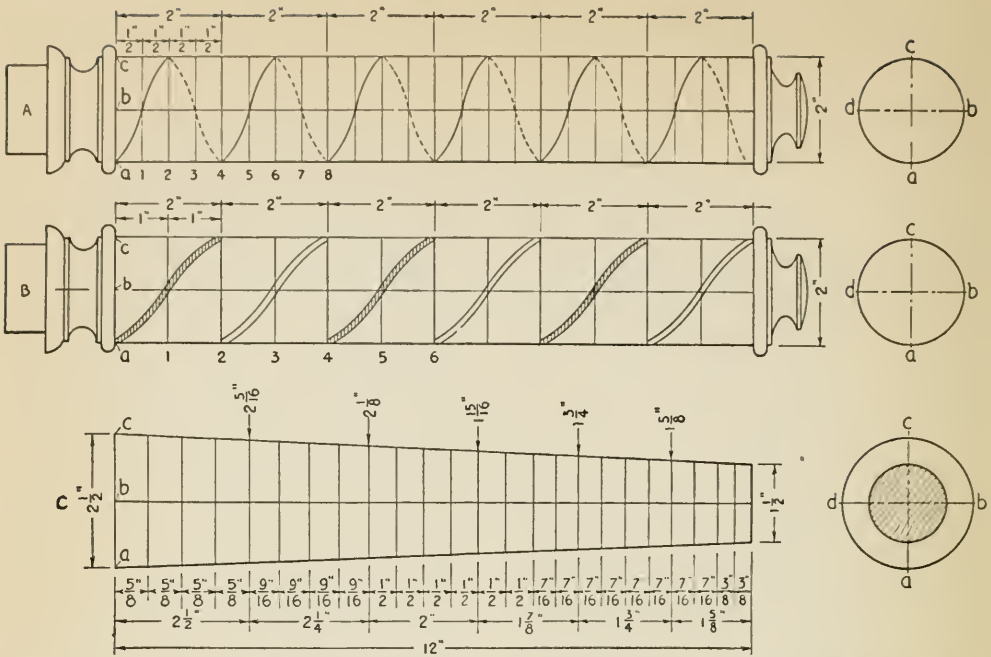 2" 2" 2" 2" 2" 2"
1/2" 1/2" 1/2" 1/2"
A c b a 2" c d b a
1 2 3 4 5 6 7 8
2" 2" 2" 2" 2" 2"
1" 1"
B c b a 2" c d b a
1 2 3 4 5 6
2 5/16" 2 1/8" 1 15/16" 1 3/4" 1 5/8"
C 2 1/2" c b a 1 1/2" c d b a
5/8" 5/8" 5/8" 5/8" 9/16" 9/16" 9/16" 9/16" 1/2" 1/2" 1/2" 1/2" 1/2" 1/2" 7/16" 7/16" 7/16" 7/16" 7/16" 7/16" 7/16" 7/16" 3/8" 3/8"
2 1/2" 2 1/4" 2" 1 7/8" 1 3/4" 1 5/8"
12"